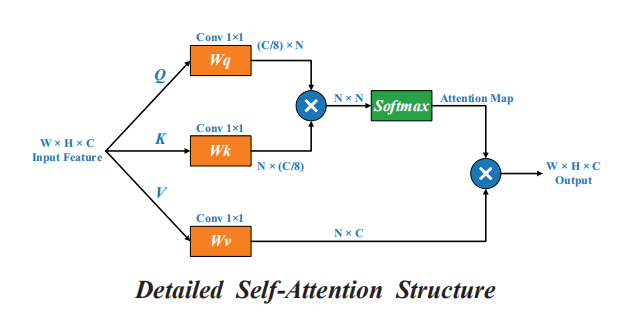 Conv 1×1
(C/8) × N
Wq
Q
N × N
Softmax
Attention Map
W × H × C
Input Feature
K
Conv 1×1
Wk
N × (C/8)
W × H × C
Output
V
Conv 1×1
Wv
N × C
Detailed Self-Attention Structure